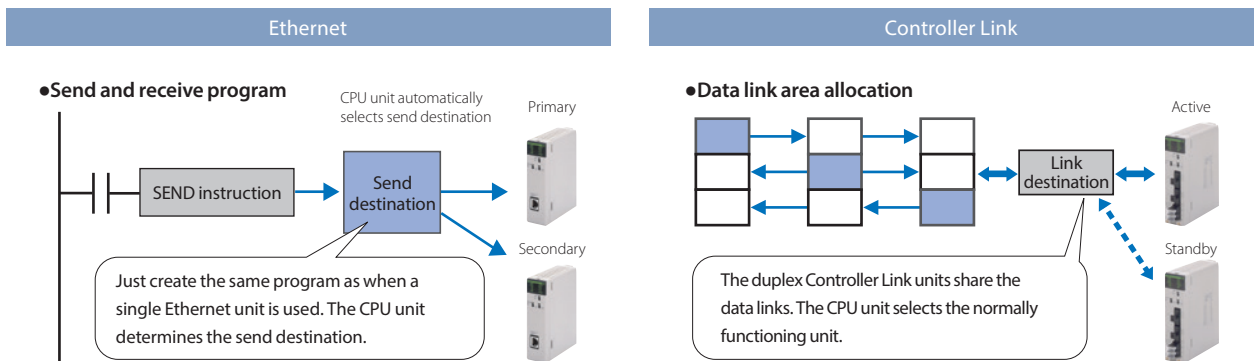 Ethernet
●Send and receive program
CPU unit automatically
selects send destination
Primary
SEND instruction
Send
destination
Secondary
Just create the same program as when a
single Ethernet unit is used. The CPU unit
determines the send destination.
Controller Link
●Data link area allocation
Active
Link
destination
Standby
The duplex Controller Link units share the
data links. The CPU unit selects the normally
functioning unit.